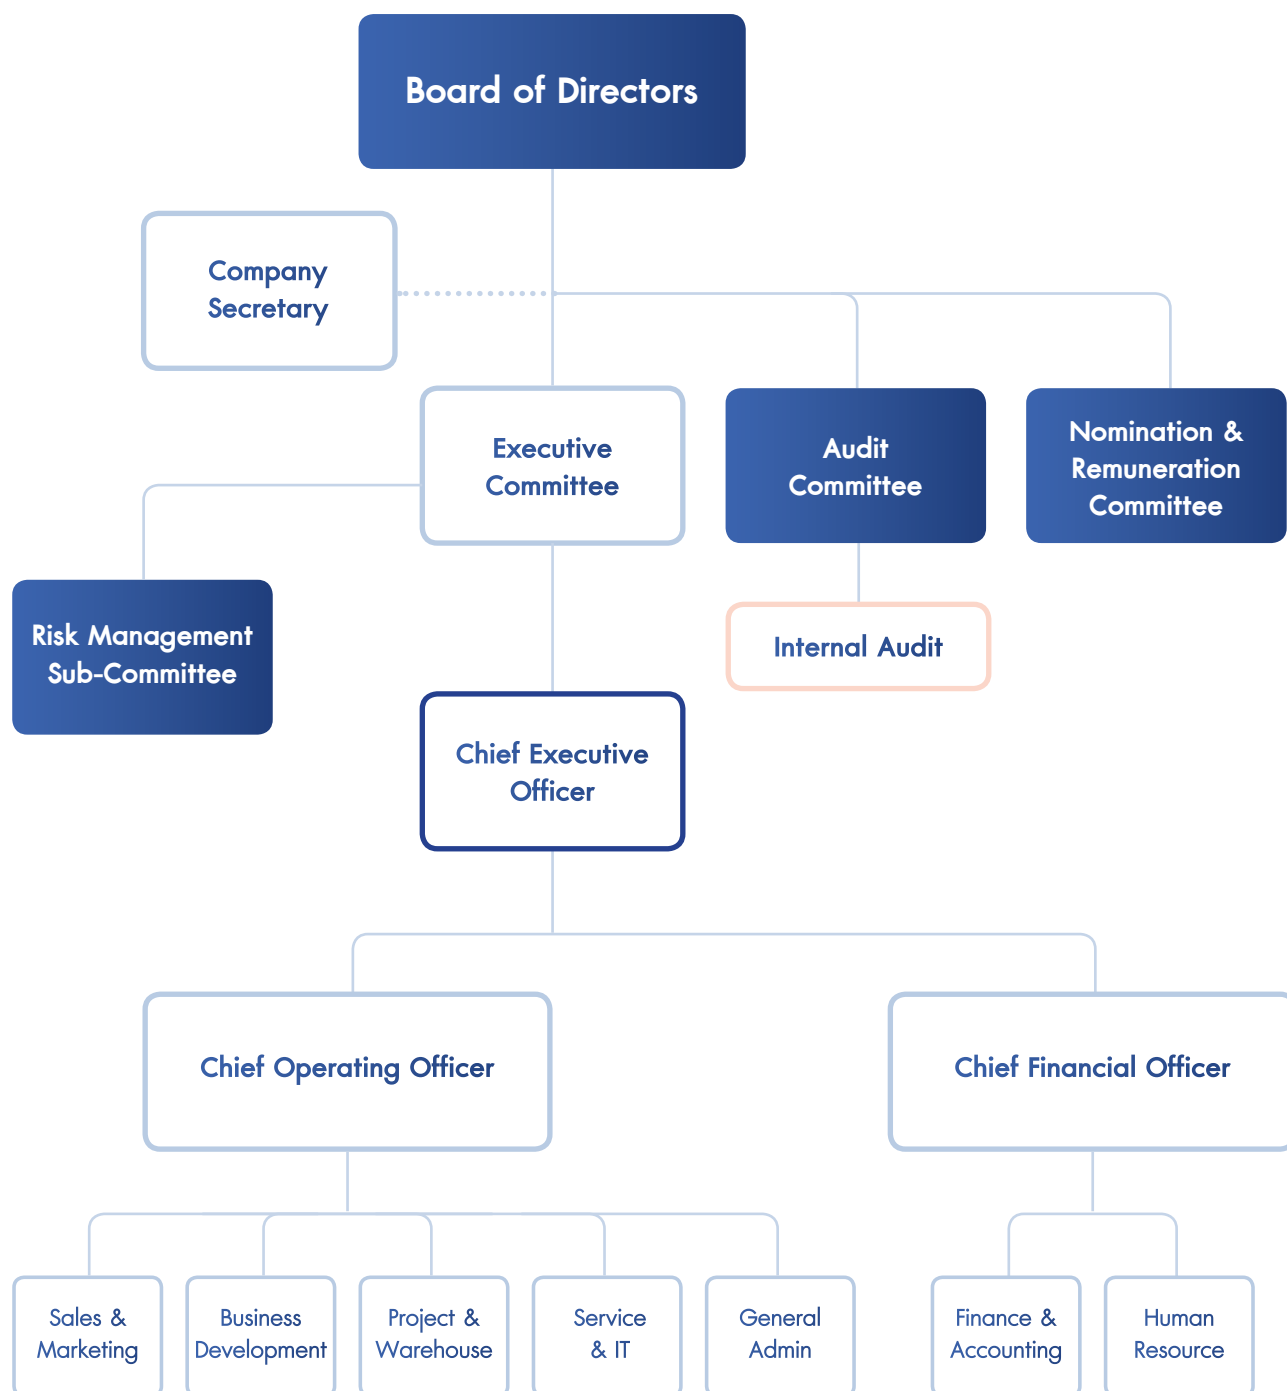 Board of Directors
Company
Secretary
Executive
Committee
Audit
Committee
Nomination &
Remuneration
Committee
Risk Management
Sub-Committee
Internal Audit
Chief Executive
Officer
Chief Operating Officer
Chief Financial Officer
Sales &
Marketing
Business
Development
Project &
Warehouse
Service
& IT
General
Admin
Finance &
Accounting
Human
Resource